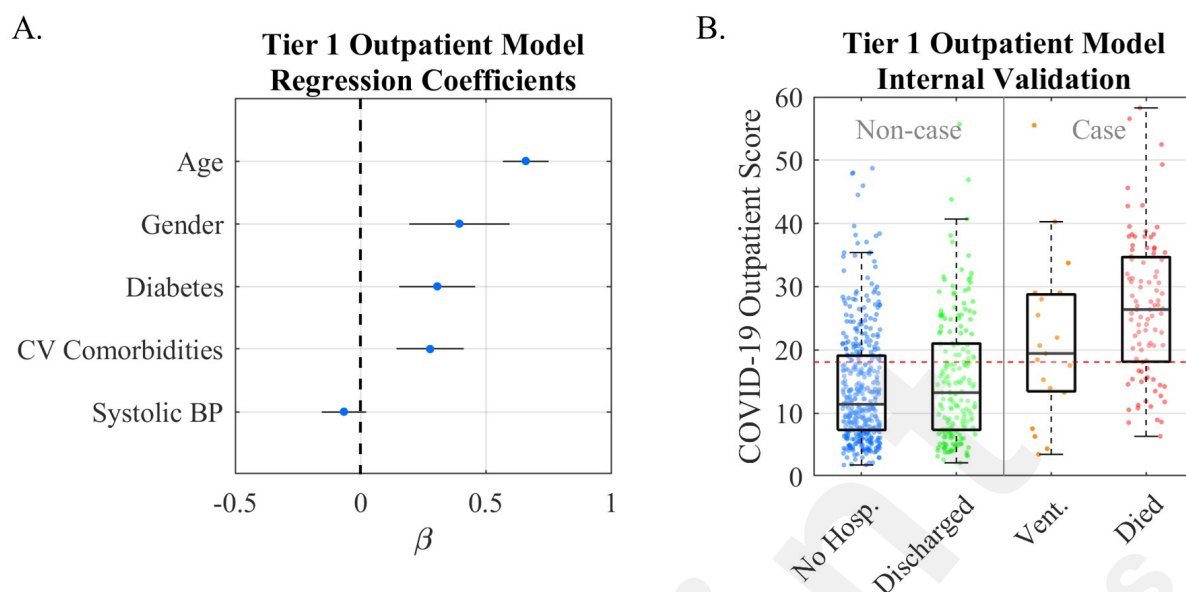 A.
Tier 1 Outpatient Model
Regression Coefficients
Age
Gender
Diabetes
CV Comorbidities
Systolic BP
-0.5
0
0.5
1
β
B.
Tier 1 Outpatient Model
Internal Validation
COVID-19 Outpatient Score
60
50
40
30
20
10
0
Non-case
Case
No Hosp.
Discharged
Vent.
Died